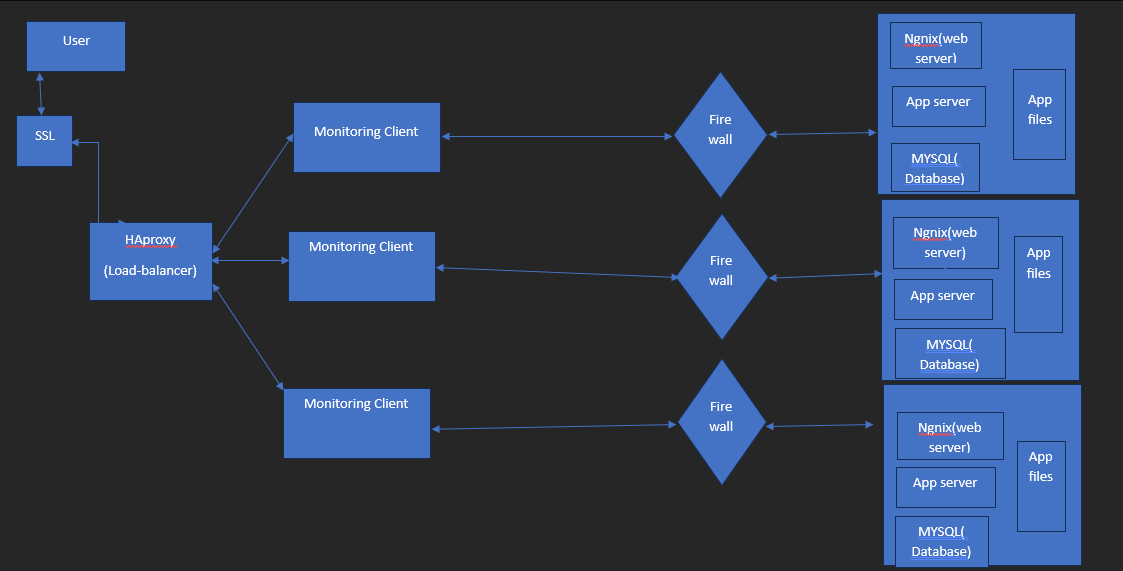 User
SSL
HAproxy
(Load-balancer)
Monitoring Client
Monitoring Client
Monitoring Client
Fire
wall
Fire
wall
Fire
wall
Ngnix(web
server)
App server
MYSQL(
Database)
App
files
Ngnix(web
server)
App server
MYSQL(
Database)
App
files
Ngnix(web
server)
App server
MYSQL(
Database)
App
files